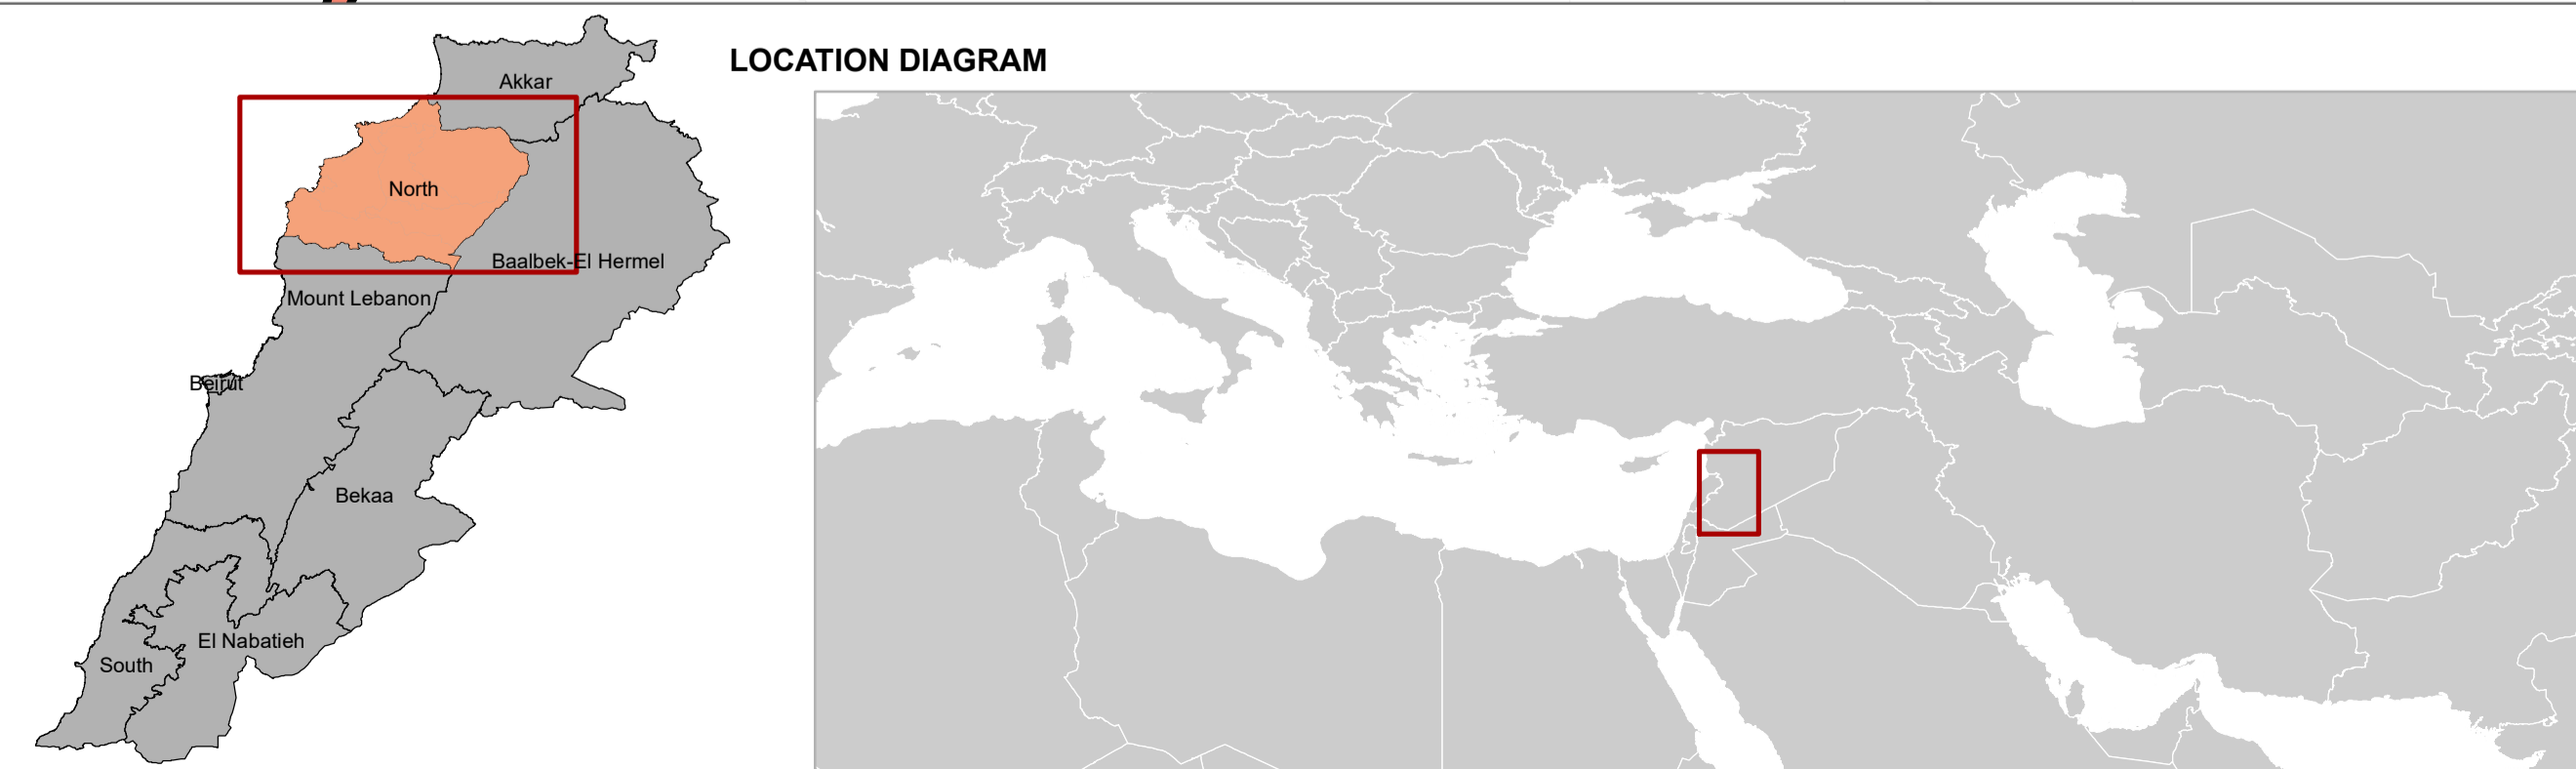 LOCATION DIAGRAM
Akkar
North
Baalbek-El Hermel
Mount Lebanon
Beirut
Bekaa
El Nabatieh
South